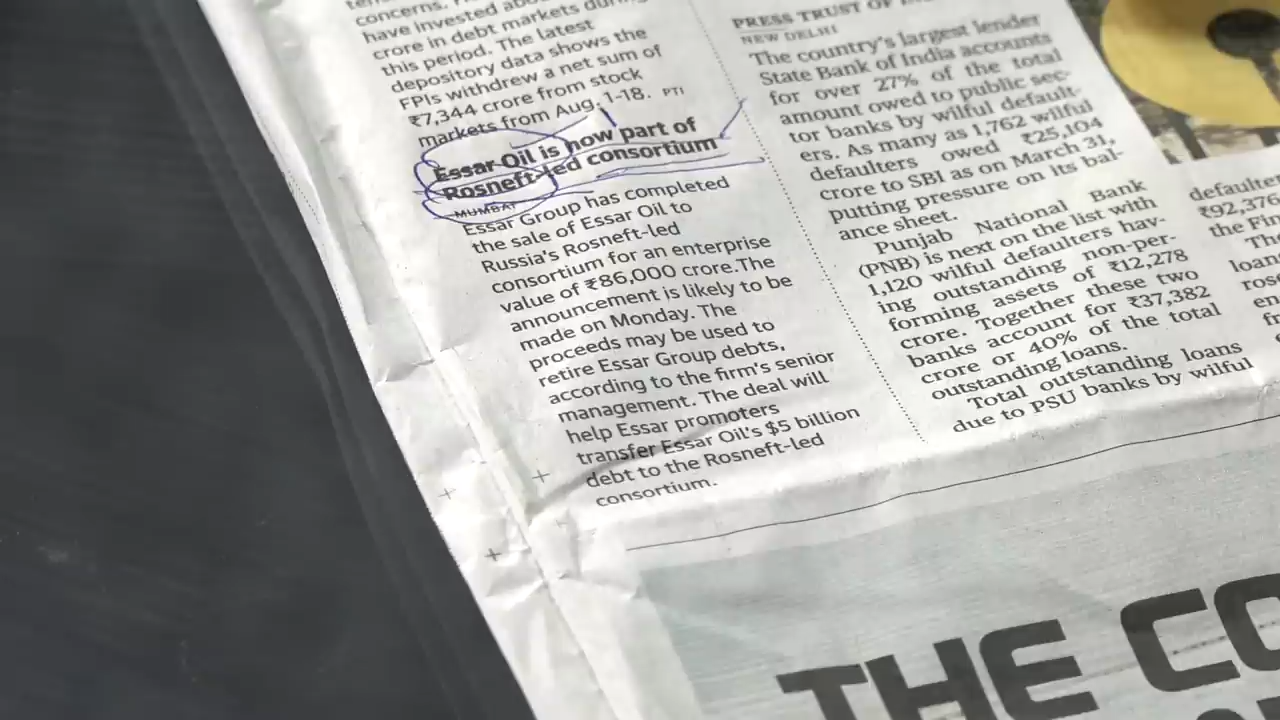 concerns.
have invested
crore in debt markets during
this period. The latest
depository data shows the
FPIs withdrew a net sum of
₹7,344 crore from stock
markets from Aug. 1-18. PTI
Essar Oil is now part of
Rosneft-led consortium
MUMBAI
Essar Group has completed
the sale of Essar Oil to
Russia's Rosneft-led
consortium for an enterprise
value of ₹86,000 crore.The
announcement is likely to be
made on Monday. The
proceeds may be used to
retire Essar Group debts,
according to the firm's senior
management. The deal will
help Essar promoters
transfer Essar Oil's $5 billion
debt to the Rosneft-led
consortium.
PRESS TRUST OF
NEW DELHI
The country's largest lender
State Bank of India accounts
for over 27% of the total
amount owed to public sec-
tor banks by wilful default-
ers. As many as 1,762 wilful
defaulters owed ₹25,104
crore to SBI as on March 31,
putting pressure on its bal-
ance sheet.
Punjab National Bank
(PNB) is next on the list with
1,120 wilful defaulters hav-
ing outstanding non-per-
forming assets of ₹12,278
crore. Together these two
banks account for ₹37,382
crore or 40% of the total
outstanding loans.
Total outstanding loans
due to PSU banks by wilful
defaulter
₹92,376
the Fin
The
loans
rose
THE CO